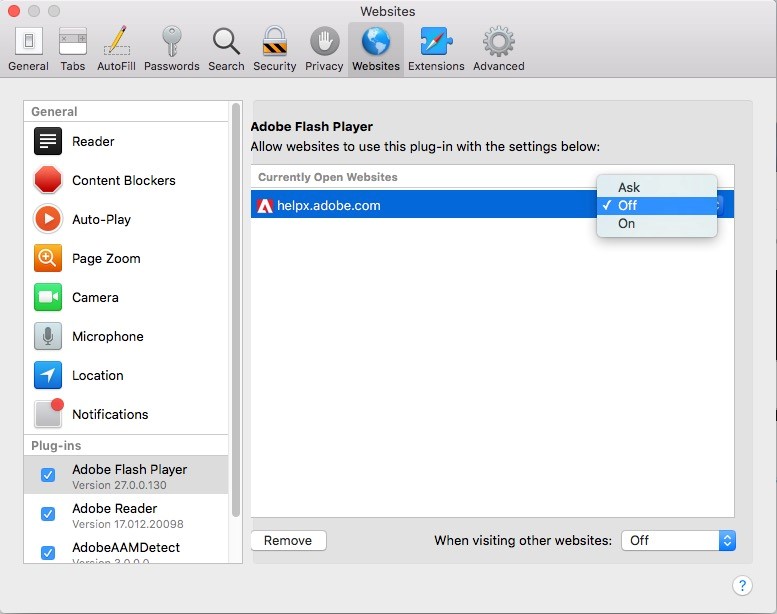 Websites
General Tabs AutoFill Passwords Search Security Privacy Websites Extensions Advanced
General
Reader
Content Blockers
Auto-Play
Page Zoom
Camera
Microphone
Location
Notifications
Plug-ins
Adobe Flash Player
Version 27.0.0.130
Adobe Reader
Version 17.012.20098
AdobeAAMDetect
Version 3.0.0.0
Adobe Flash Player
Allow websites to use this plug-in with the settings below:
Currently Open Websites
helpx.adobe.com
Ask
✓ Off
On
Remove
When visiting other websites: Off
?